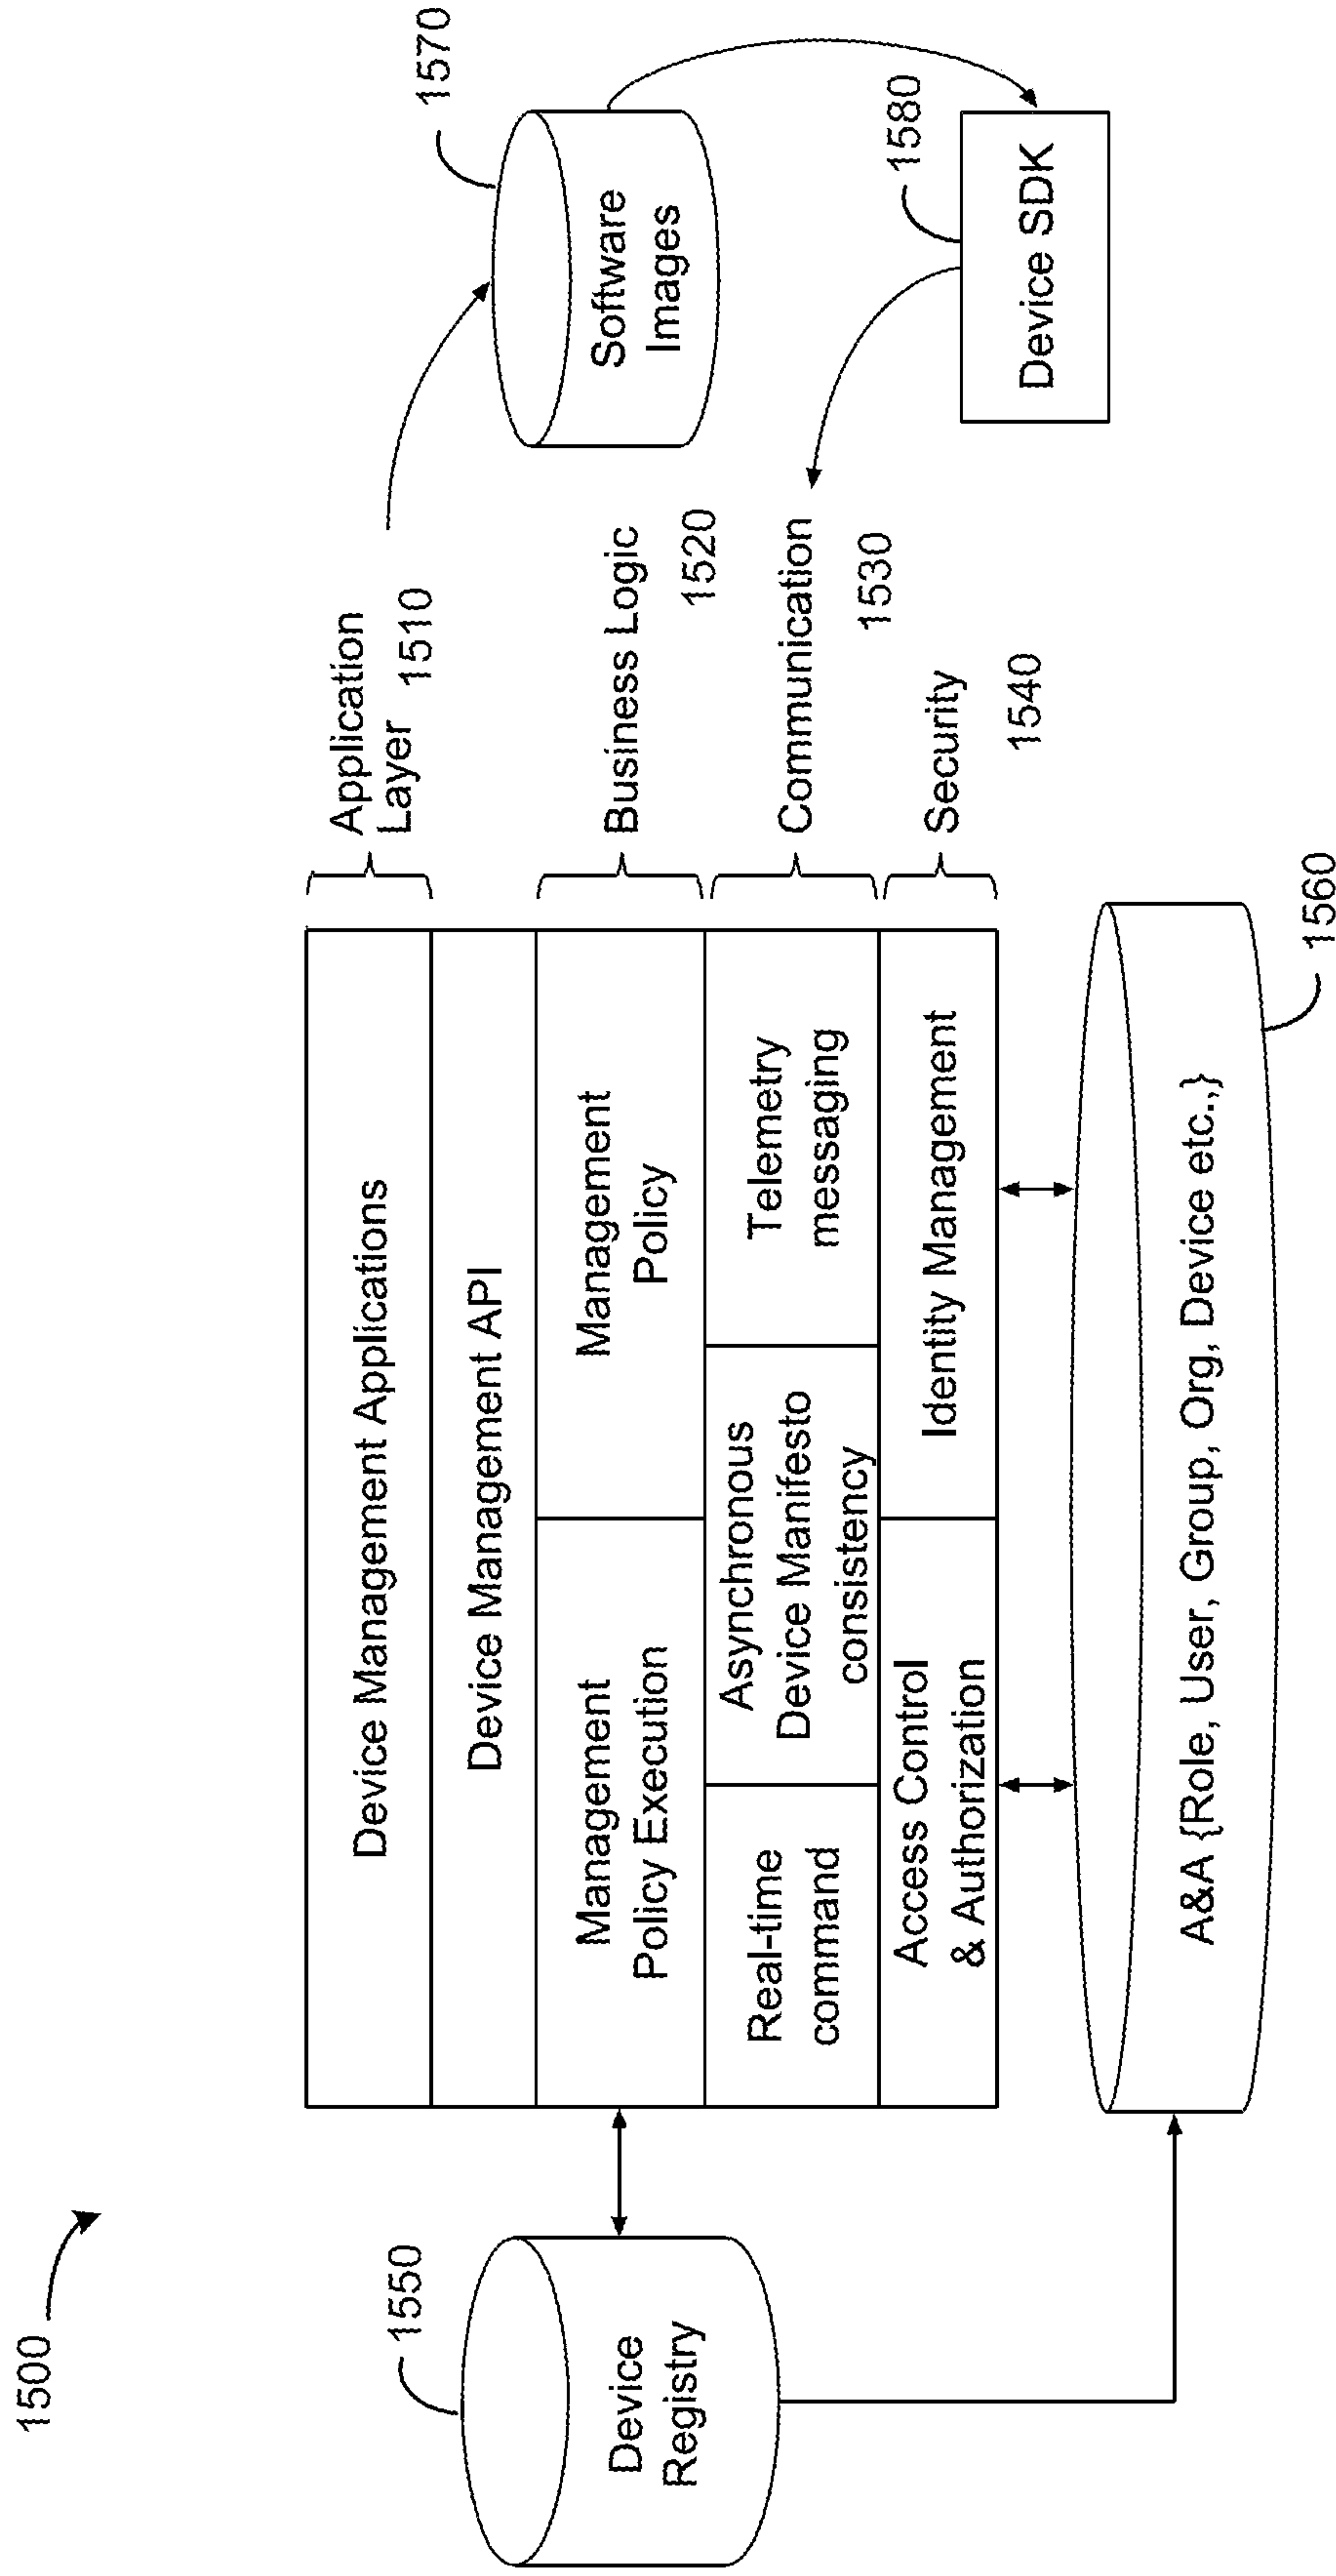 1500
Device Management Applications
Application
Layer 1510
1570
Device Management API
1550
Device
Registry
Management
Policy Execution
Management
Policy
Business Logic
1520
Software
Images
Real-time
command
Asynchronous
Device Manifesto
consistency
Telemetry
messaging
Communication
1530
1580
Access Control
& Authorization
Identity Management
Security
1540
Device SDK
A&A {Role, User, Group, Org, Device etc.,}
1560